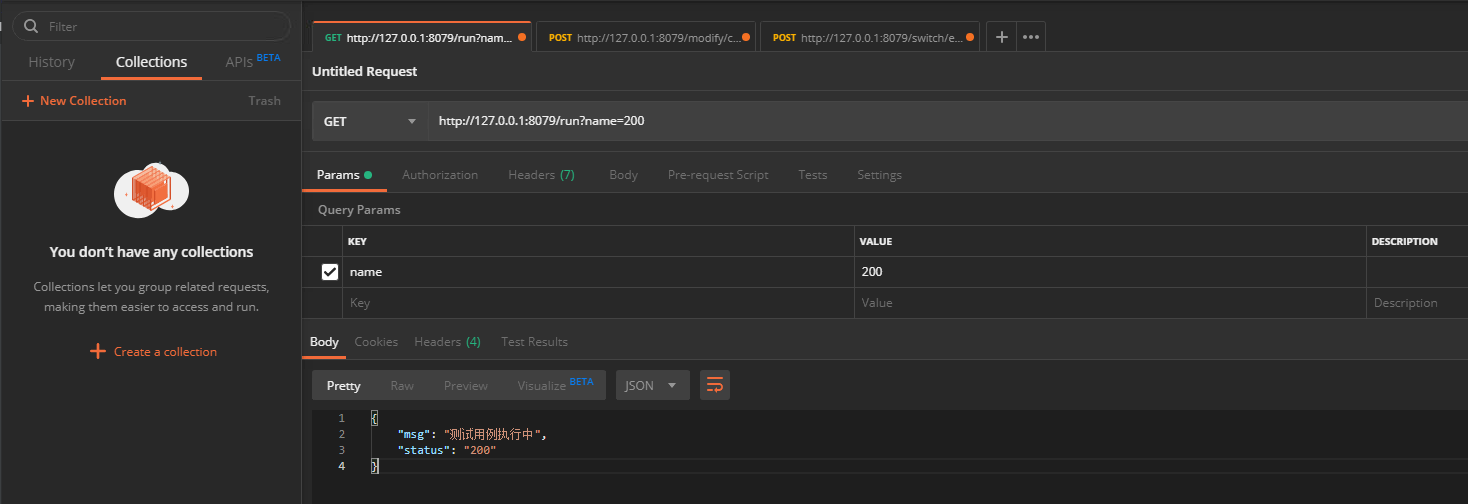 Filter
History Collections APIs BETA
+ New Collection Trash
You don't have any collections
Collections let you group related requests,
making them easier to access and run.
+ Create a collection
GET http://127.0.0.1:8079/run?nam... POST http://127.0.0.1:8079/modify/c... POST http://127.0.0.1:8079/switch/e... + •••
Untitled Request
GET http://127.0.0.1:8079/run?name=200
Params Authorization Headers (7) Body Pre-request Script Tests Settings
Query Params
KEY VALUE DESCRIPTION
name 200
Key Value Description
Body Cookies Headers (4) Test Results
Pretty Raw Preview Visualize BETA JSON
1 {
2 "msg": "测试用例执行中",
3 "status": "200"
4 }